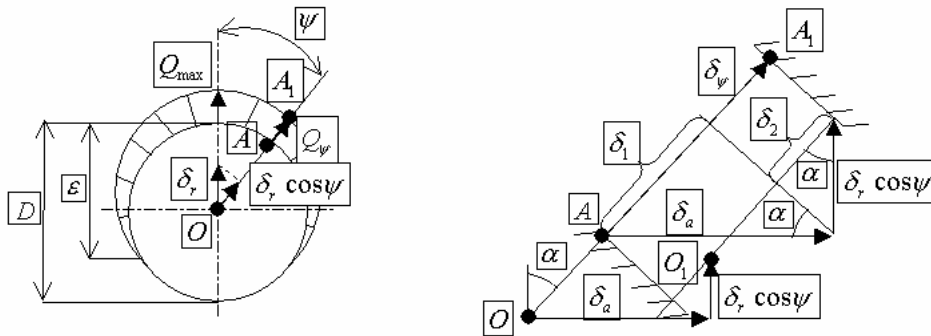 ψ
Q_max
A_1
A
Q_ψ
δ_r
δ_r cosψ
ε
D
O
A_1
δ_ψ
δ_2
δ_1
α
δ_r cosψ
A
δ_a
α
O_1
α
δ_a
δ_r cosψ
O